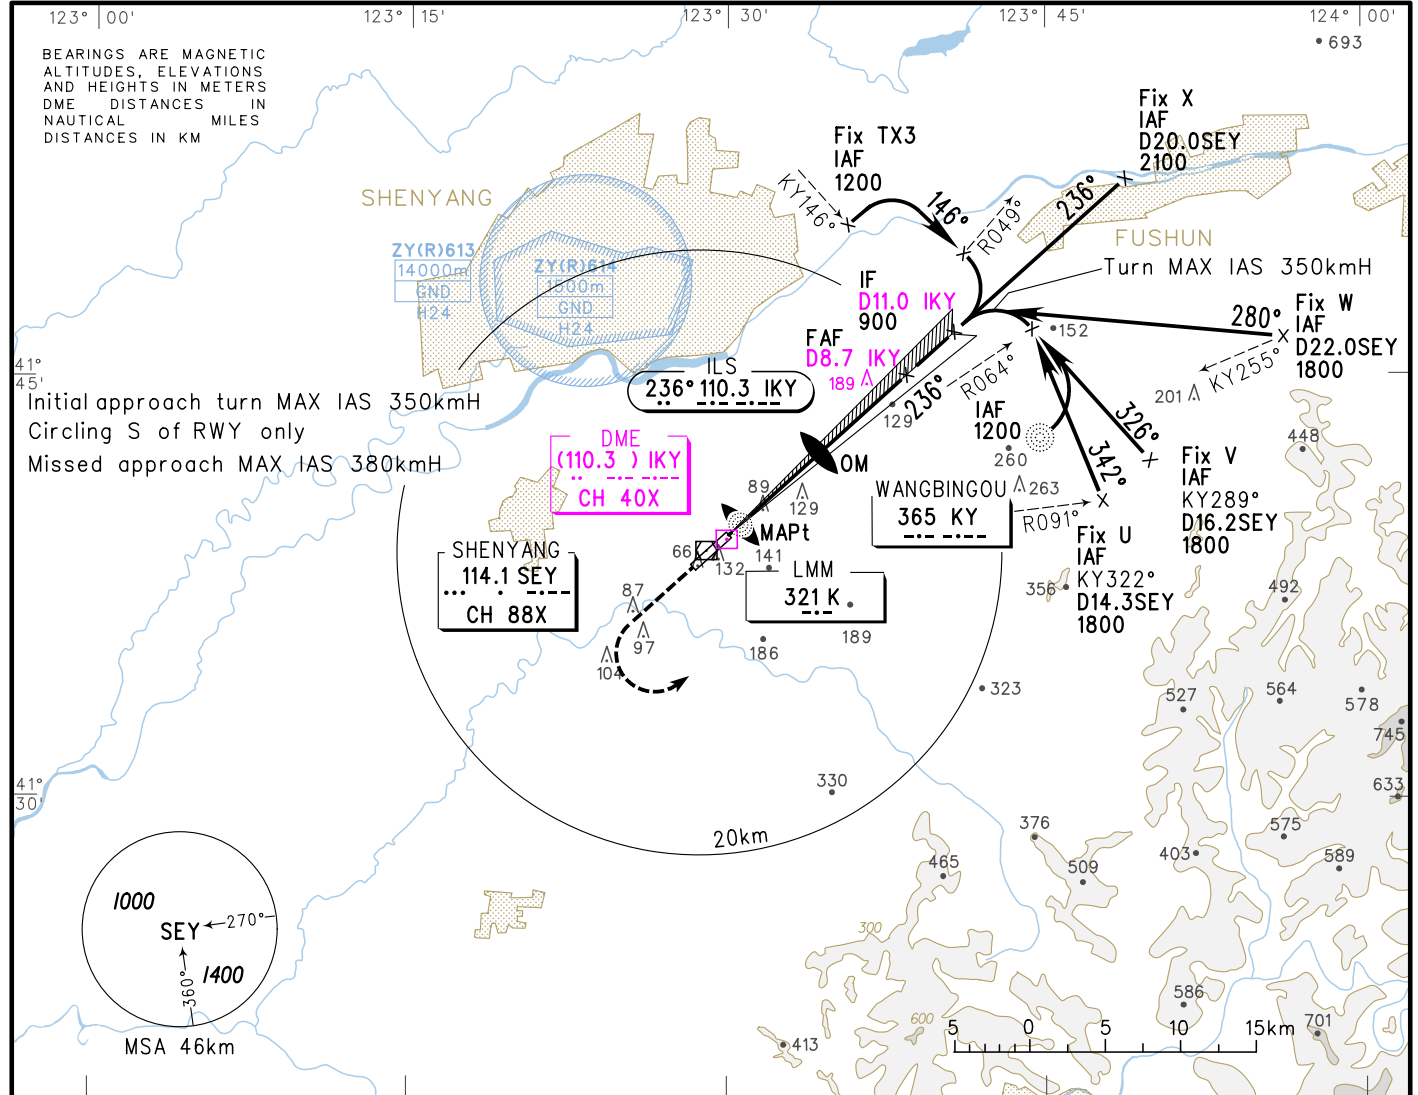 123° 00'
123° 15'
123° 30'
123° 45'
124° 00'
BEARINGS ARE MAGNETIC
ALTITUDES, ELEVATIONS
AND HEIGHTS IN METERS
DME DISTANCES IN
NAUTICAL MILES
DISTANCES IN KM
693
Fix X
IAF
D20.0SEY
2100
Fix TX3
IAF
1200
KY146°
146°
R049°
236°
SHENYANG
FUSHUN
ZY(R)613
14000m
GND
H24
ZY(R)614
1500m
GND
H24
Turn MAX IAS 350kmH
IF
D11.0 IKY
900
FAF
D8.7 IKY
189
280°
Fix W
IAF
D22.0SEY
1800
KY255°
152
201
41°
45'
ILS
236° 110.3 IKY
R064°
236°
129
Initial approach turn MAX IAS 350kmH
Circling S of RWY only
Missed approach MAX IAS 380kmH
IAF
1200
326°
342°
448
260
263
OM
DME
(110.3 ) IKY
CH 40X
89
129
Fix V
IAF
KY289°
D16.2SEY
1800
WANGBINGOU
365 KY
R091°
MAPt
Fix U
IAF
KY322°
D14.3SEY
1800
SHENYANG
114.1 SEY
CH 88X
66
132
141
LMM
321 K
189
356
492
87
97
104
186
323
527
564
578
745
633
41°
30'
330
20km
376
509
465
403
575
589
1000
SEY
270°
1400
360°
MSA 46km
300
600
586
701
413
5 0 5 10 15km